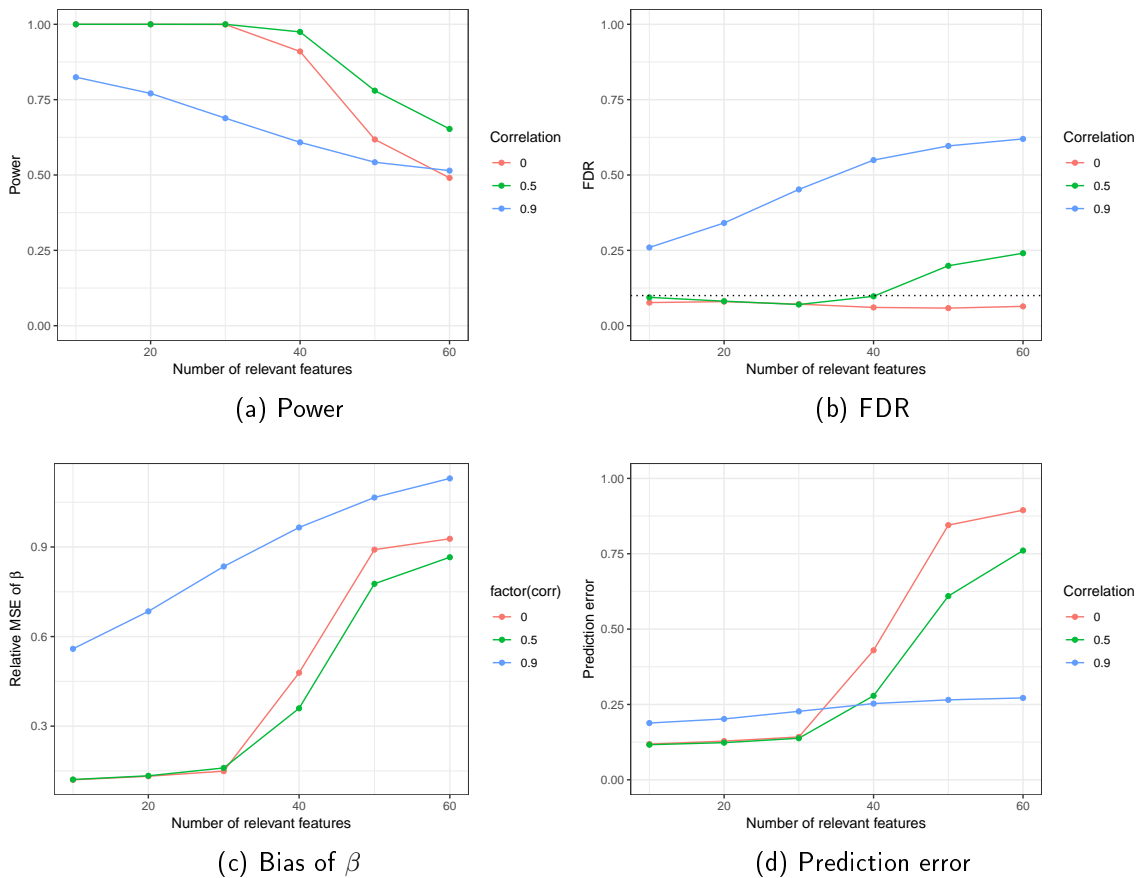 1.00
0.75
0.50
0.25
0.00
Power
20
40
60
Number of relevant features
Correlation
0
0.5
0.9
(a) Power
1.00
0.75
0.50
0.25
0.00
FDR
20
40
60
Number of relevant features
Correlation
0
0.5
0.9
(b) FDR
0.9
0.6
0.3
Relative MSE of β
20
40
60
Number of relevant features
factor(corr)
0
0.5
0.9
(c) Bias of β
1.00
0.75
0.50
0.25
0.00
Prediction error
20
40
60
Number of relevant features
Correlation
0
0.5
0.9
(d) Prediction error